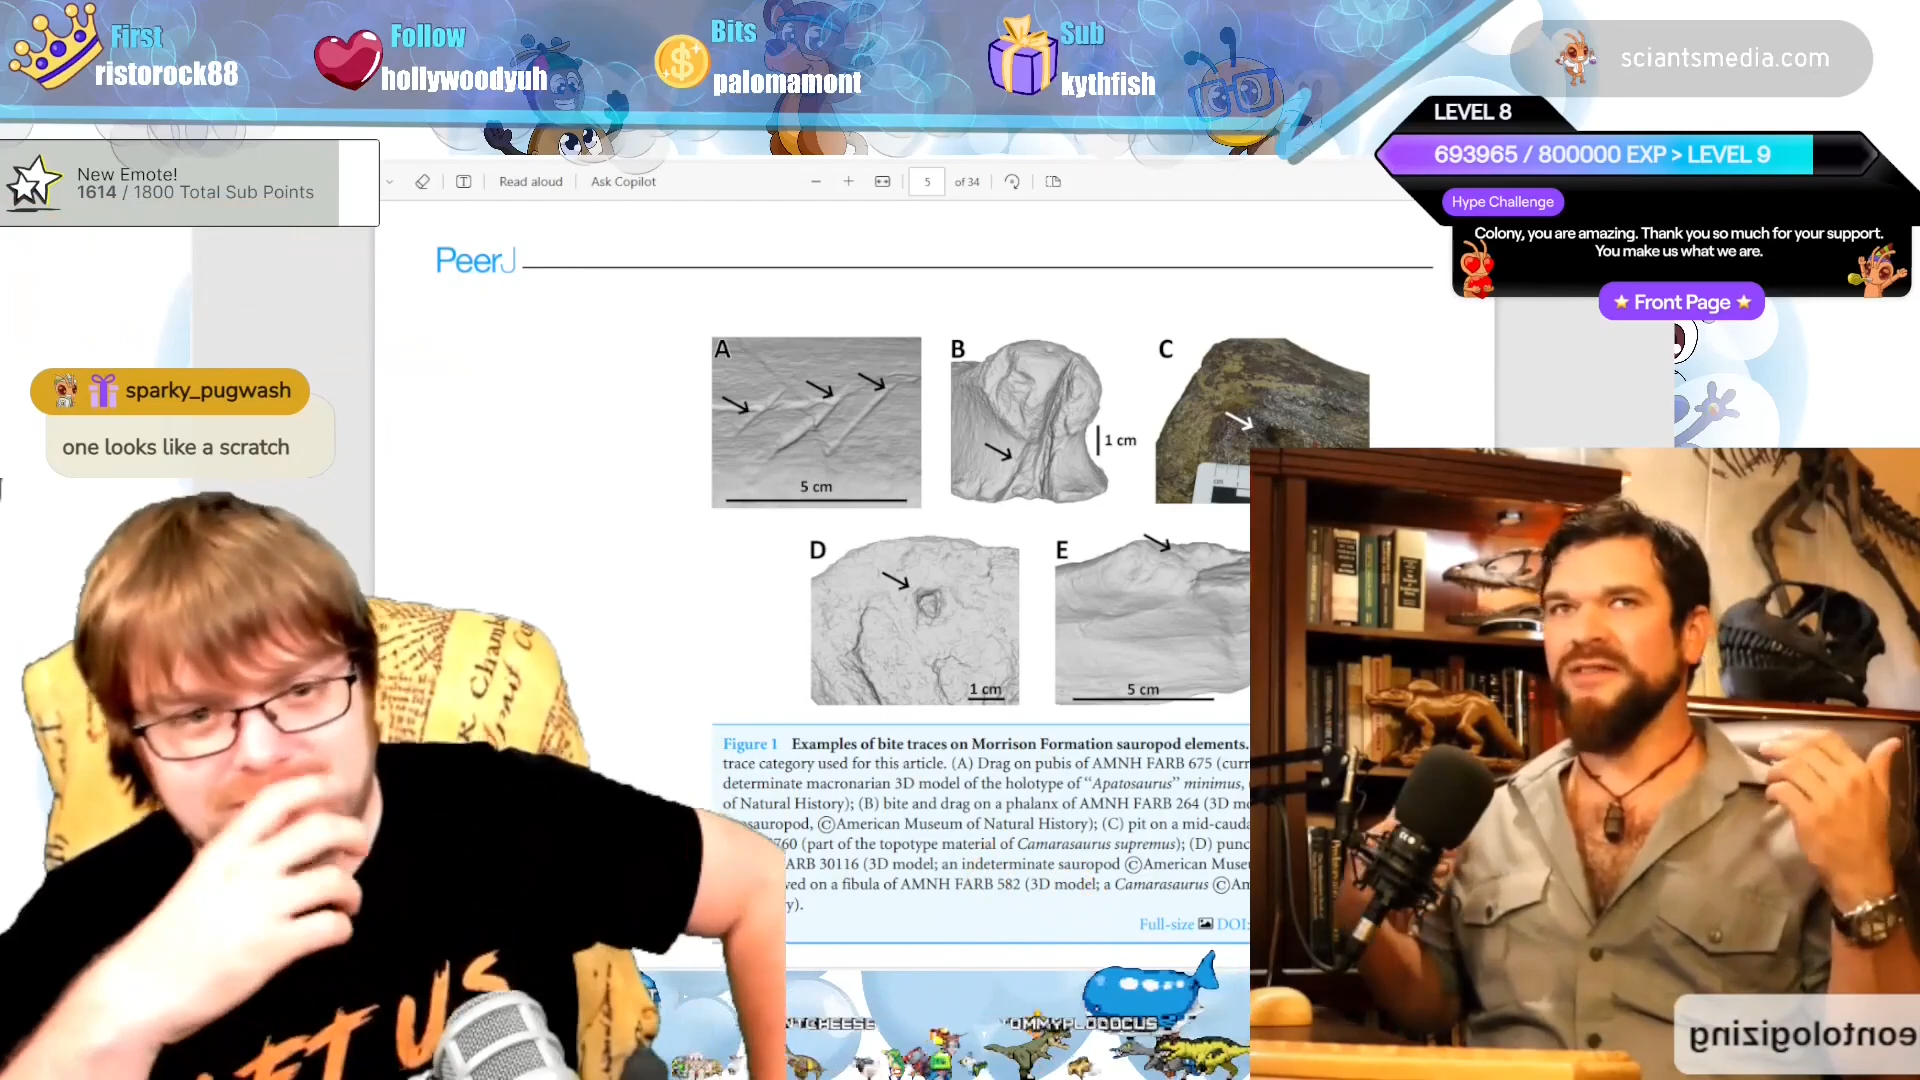 First
ristorock88
Follow
hollywoodyuh
Bits
palomamont
Sub
kythfish
sciantsmedia.com
LEVEL 8
693965 / 800000 EXP > LEVEL 9
Hype Challenge
Colony, you are amazing. Thank you so much for your support.
You make us what we are.
Front Page
New Emote!
1614 / 1800 Total Sub Points
Read aloud
Ask Copilot
5 of 34
PeerJ
sparky_pugwash
one looks like a scratch
A
B
C
5 cm
1 cm
cm
D
E
1 cm
5 cm
Figure 1 Examples of bite traces on Morrison Formation sauropod elements.
trace category used for this article. (A) Drag on pubis of AMNH FARB 675 (curr
determinate macronarian 3D model of the holotype of “Apatosaurus” minimus,
of Natural History); (B) bite and drag on a phalanx of AMNH FARB 264 (3D mo
sauropod, ©American Museum of Natural History); (C) pit on a mid-cauda
760 (part of the topotype material of Camarasaurus supremus); (D) punc
ARB 30116 (3D model; an indeterminate sauropod ©American Muse
ved on a fibula of AMNH FARB 582 (3D model; a Camarasaurus ©Am
y).
Full-size DOI:
LET US
NTCHEESE
TOMMYPLODOCUS
eontologizing